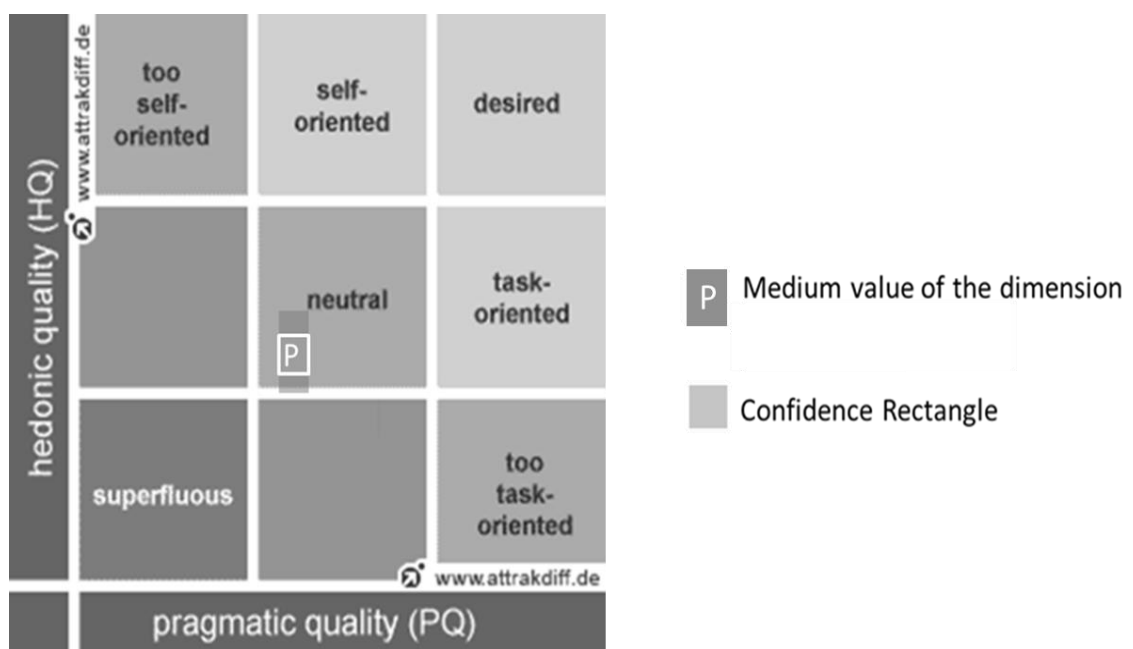 hedonic quality (HQ)
www.attrakdiff.de
too
self-
oriented
self-
oriented
desired
neutral
P
task-
oriented
superfluous
too
task-
oriented
www.attrakdiff.de
pragmatic quality (PQ)
P Medium value of the dimension
Confidence Rectangle